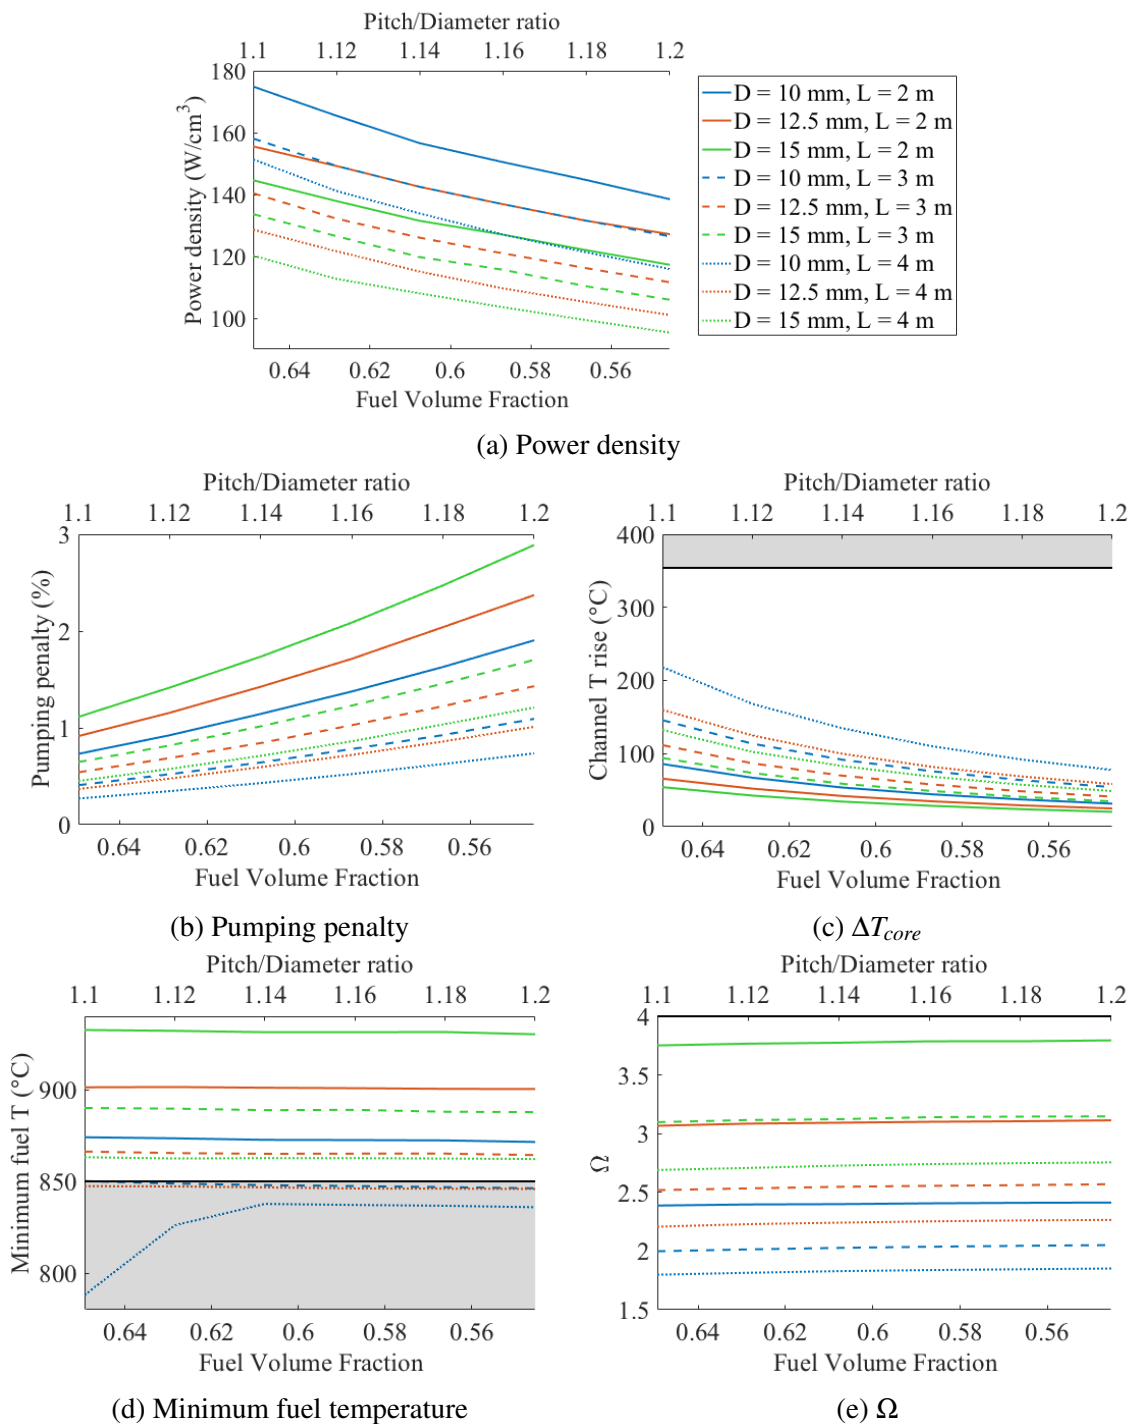 Pitch/Diameter ratio
1.1 1.12 1.14 1.16 1.18 1.2
180
160
140
120
100
Power density (W/cm³)
0.64 0.62 0.6 0.58 0.56
Fuel Volume Fraction
D = 10 mm, L = 2 m
D = 12.5 mm, L = 2 m
D = 15 mm, L = 2 m
D = 10 mm, L = 3 m
D = 12.5 mm, L = 3 m
D = 15 mm, L = 3 m
D = 10 mm, L = 4 m
D = 12.5 mm, L = 4 m
D = 15 mm, L = 4 m
(a) Power density
Pitch/Diameter ratio
1.1 1.12 1.14 1.16 1.18 1.2
3
2
1
0
Pumping penalty (%)
0.64 0.62 0.6 0.58 0.56
Fuel Volume Fraction
(b) Pumping penalty
Pitch/Diameter ratio
1.1 1.12 1.14 1.16 1.18 1.2
400
300
200
100
0
Channel T rise (°C)
0.64 0.62 0.6 0.58 0.56
Fuel Volume Fraction
(c) ΔT_core
Pitch/Diameter ratio
1.1 1.12 1.14 1.16 1.18 1.2
900
850
800
Minimum fuel T (°C)
0.64 0.62 0.6 0.58 0.56
Fuel Volume Fraction
(d) Minimum fuel temperature
Pitch/Diameter ratio
1.1 1.12 1.14 1.16 1.18 1.2
4
3.5
3
2.5
2
1.5
Ω
0.64 0.62 0.6 0.58 0.56
Fuel Volume Fraction
(e) Ω